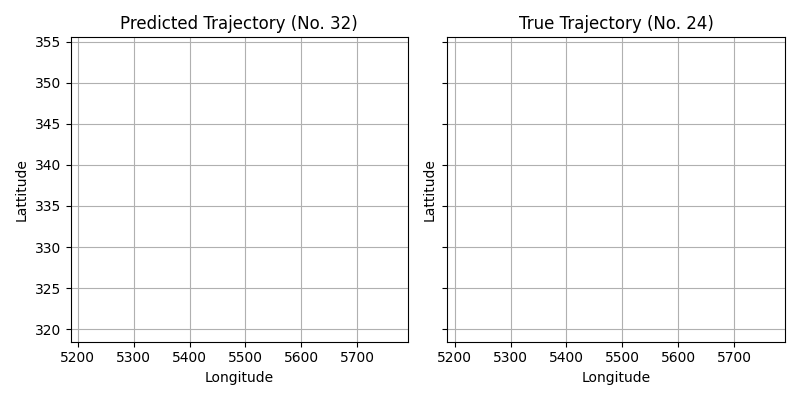 Predicted Trajectory (No. 32)
355
350
345
340
335
330
325
320
Lattitude
5200 5300 5400 5500 5600 5700
Longitude
True Trajectory (No. 24)
Lattitude
5200 5300 5400 5500 5600 5700
Longitude